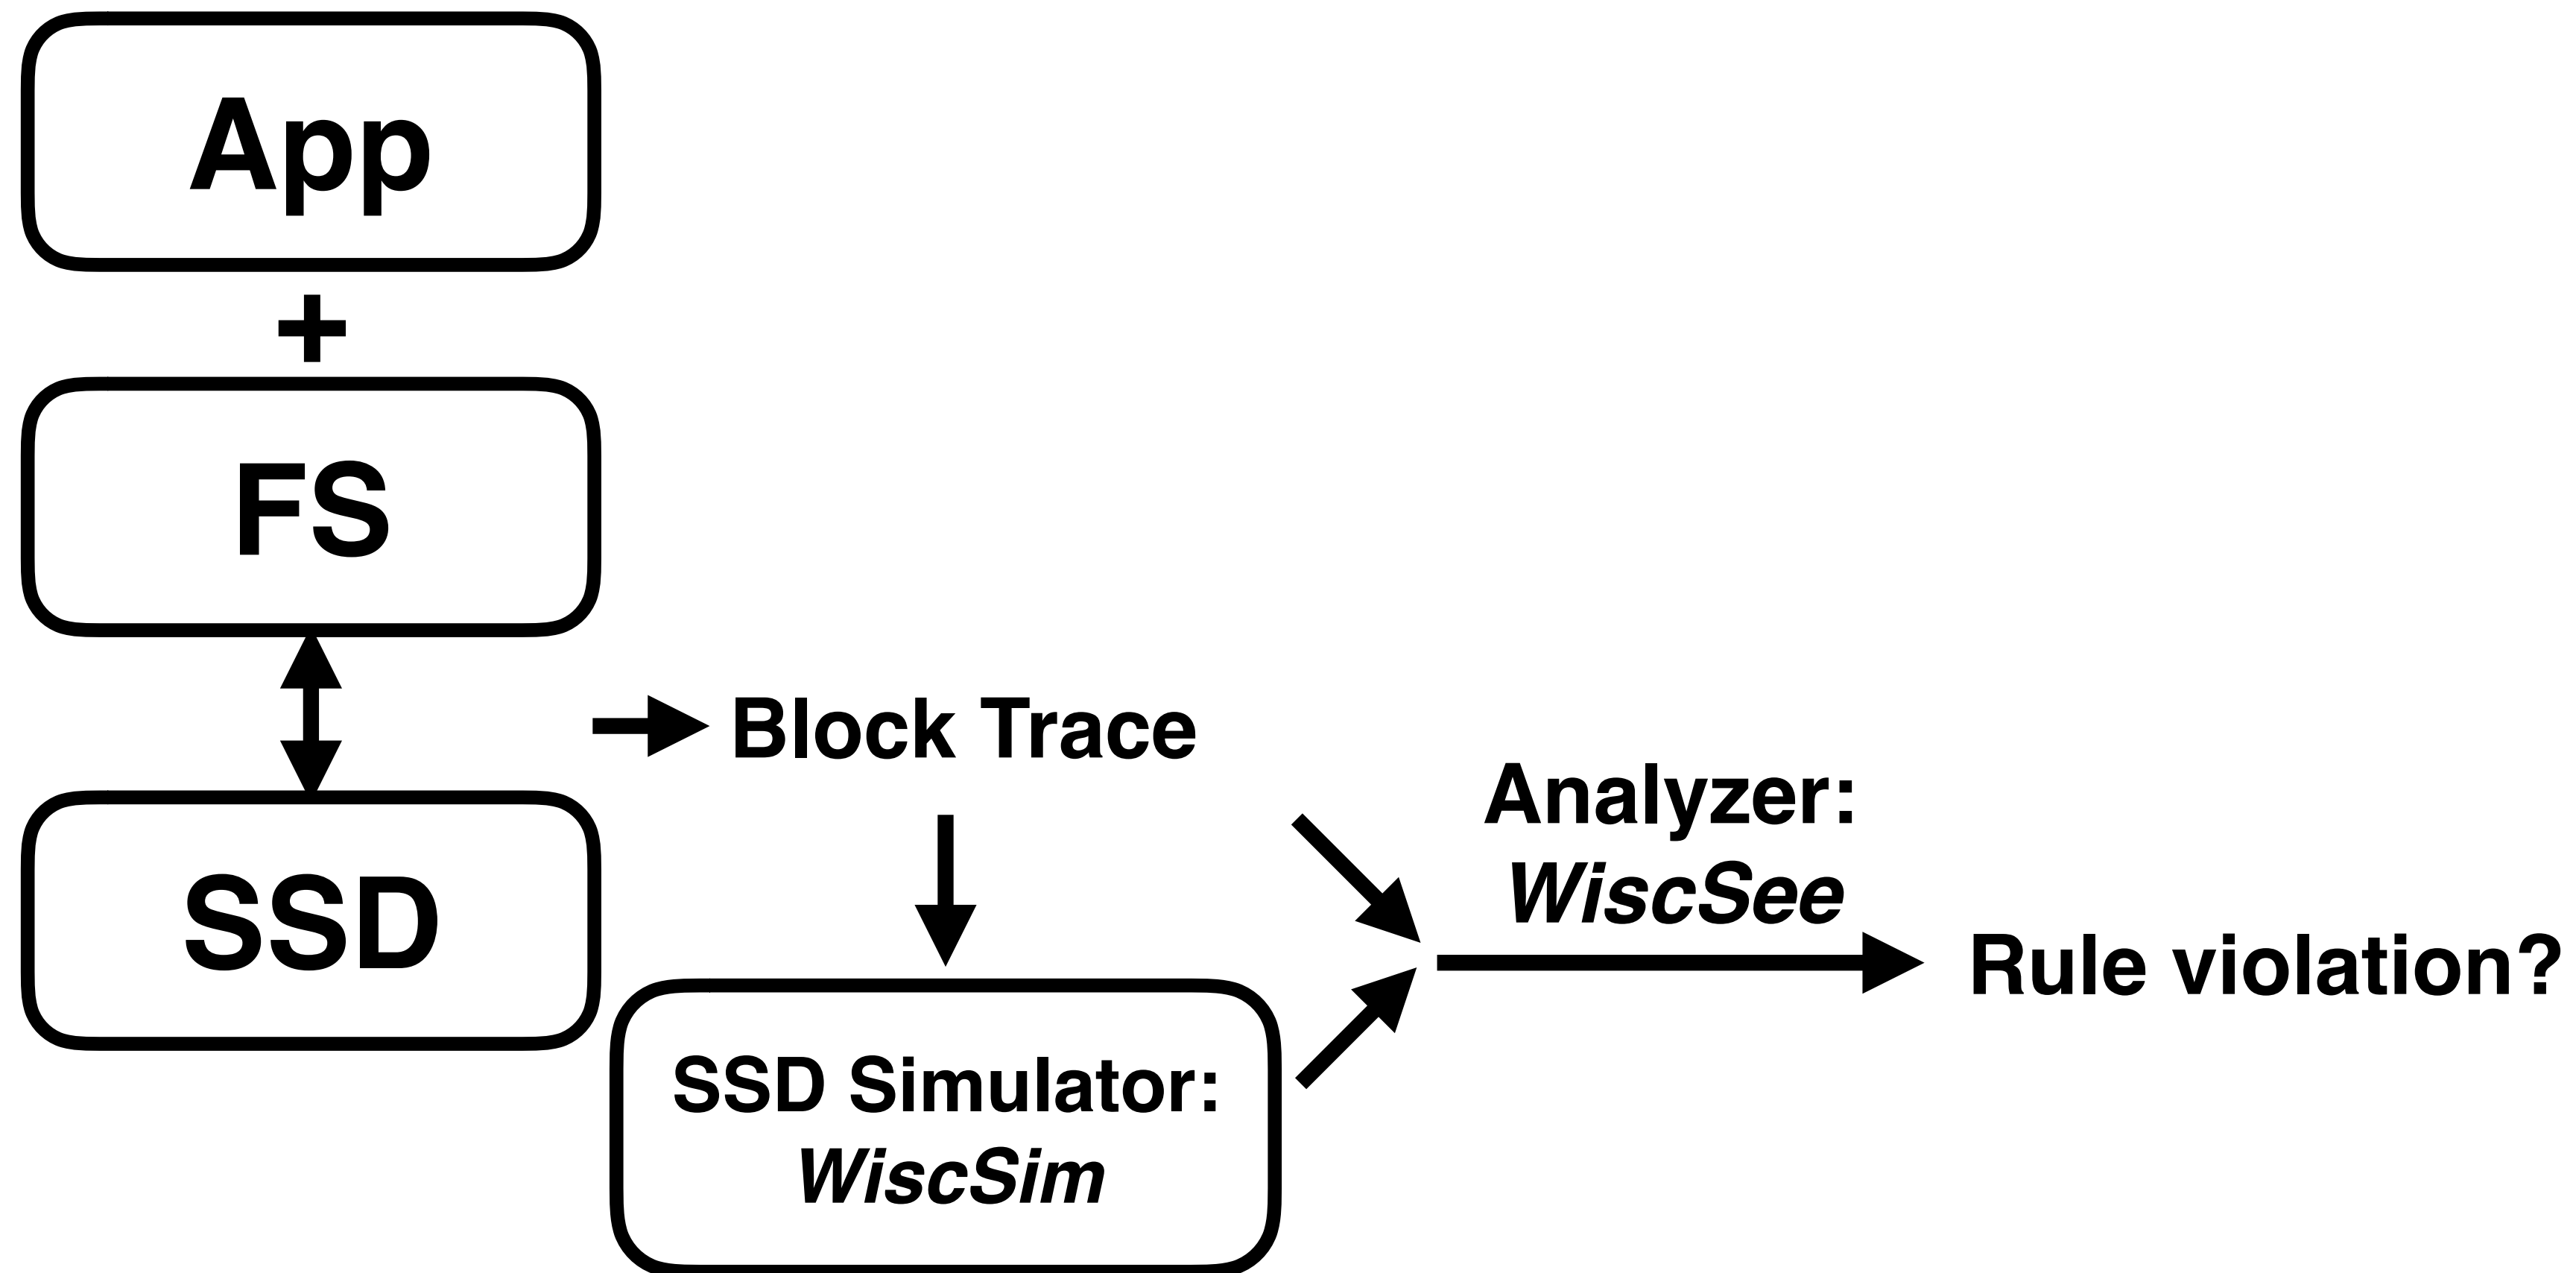 App
+
FS
SSD
Block Trace
SSD Simulator:
WiscSim
Analyzer:
WiscSee
Rule violation?